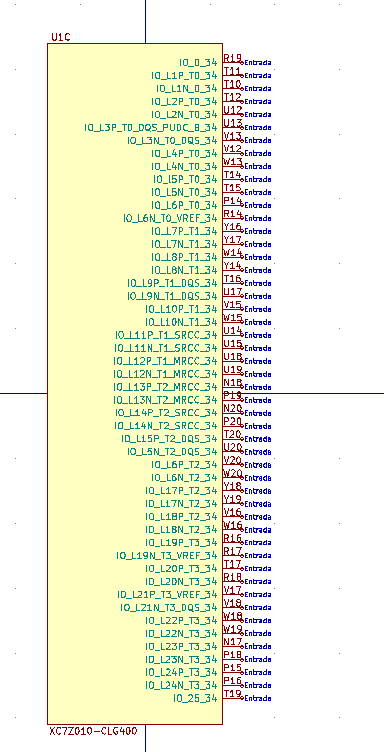 U1C
IO_0_34 R19 Entrada
IO_L1P_T0_34 T11 Entrada
IO_L1N_0_34 T10 Entrada
IO_L2P_T0_34 T12 Entrada
IO_L2N_T0_34 U12 Entrada
IO_L3P_T0_DQS_PUDC_B_34 U13 Entrada
IO_L3N_T0_DQS_34 V13 Entrada
IO_L4P_T0_34 V12 Entrada
IO_L4N_T0_34 W13 Entrada
IO_l5P_T0_34 T14 Entrada
IO_L5N_T0_34 T15 Entrada
IO_L6P_T0_34 P14 Entrada
IO_L6N_T0_VREF_34 R14 Entrada
IO_L7P_T1_34 Y16 Entrada
IO_L7N_T1_34 Y17 Entrada
IO_L8P_T1_34 W14 Entrada
IO_L8N_T1_34 Y14 Entrada
IO_L9P_T1_DQS_34 T16 Entrada
IO_L9N_T1_DQS_34 U17 Entrada
IO_L10P_T1_34 V15 Entrada
IO_L10N_T1_34 W15 Entrada
IO_L11P_T1_SRCC_34 U14 Entrada
IO_L11N_T1_SRCC_34 U15 Entrada
IO_L12P_T1_MRCC_34 U18 Entrada
IO_L12N_T1_MRCC_34 U19 Entrada
IO_L13P_T2_MRCC_34 N18 Entrada
IO_L13N_T2_MRCC_34 P19 Entrada
IO_L14P_T2_SRCC_34 N20 Entrada
IO_L14N_T2_SRCC_34 P20 Entrada
IO_L15P_T2_DQS_34 T20 Entrada
IO_L5N_T2_DQS_34 U20 Entrada
IO_L6P_T2_34 V20 Entrada
IO_L6N_T2_34 W20 Entrada
IO_L17P_T2_34 Y18 Entrada
IO_L17N_T2_34 Y19 Entrada
IO_L18P_T2_34 V16 Entrada
IO_L18N_T2_34 W16 Entrada
IO_L19P_T3_34 R16 Entrada
IO_L19N_T3_VREF_34 R17 Entrada
IO_L20P_T3_34 T17 Entrada
IO_L20N_T3_34 R18 Entrada
IO_L21P_T3_VREF_34 V17 Entrada
IO_L21N_T3_DQS_34 V18 Entrada
IO_L22P_T3_34 W18 Entrada
IO_L22N_T3_34 W19 Entrada
IO_L23P_T3_34 N17 Entrada
IO_L23N_T3_34 P18 Entrada
IO_L24P_T3_34 P15 Entrada
IO_L24N_T3_34 P16 Entrada
IO_25_34 T19 Entrada
XC7Z010-CLG400